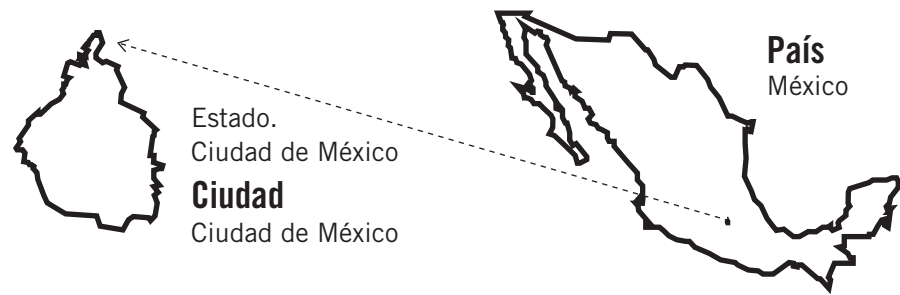 Estado.
Ciudad de México
Ciudad
Ciudad de México
País
México